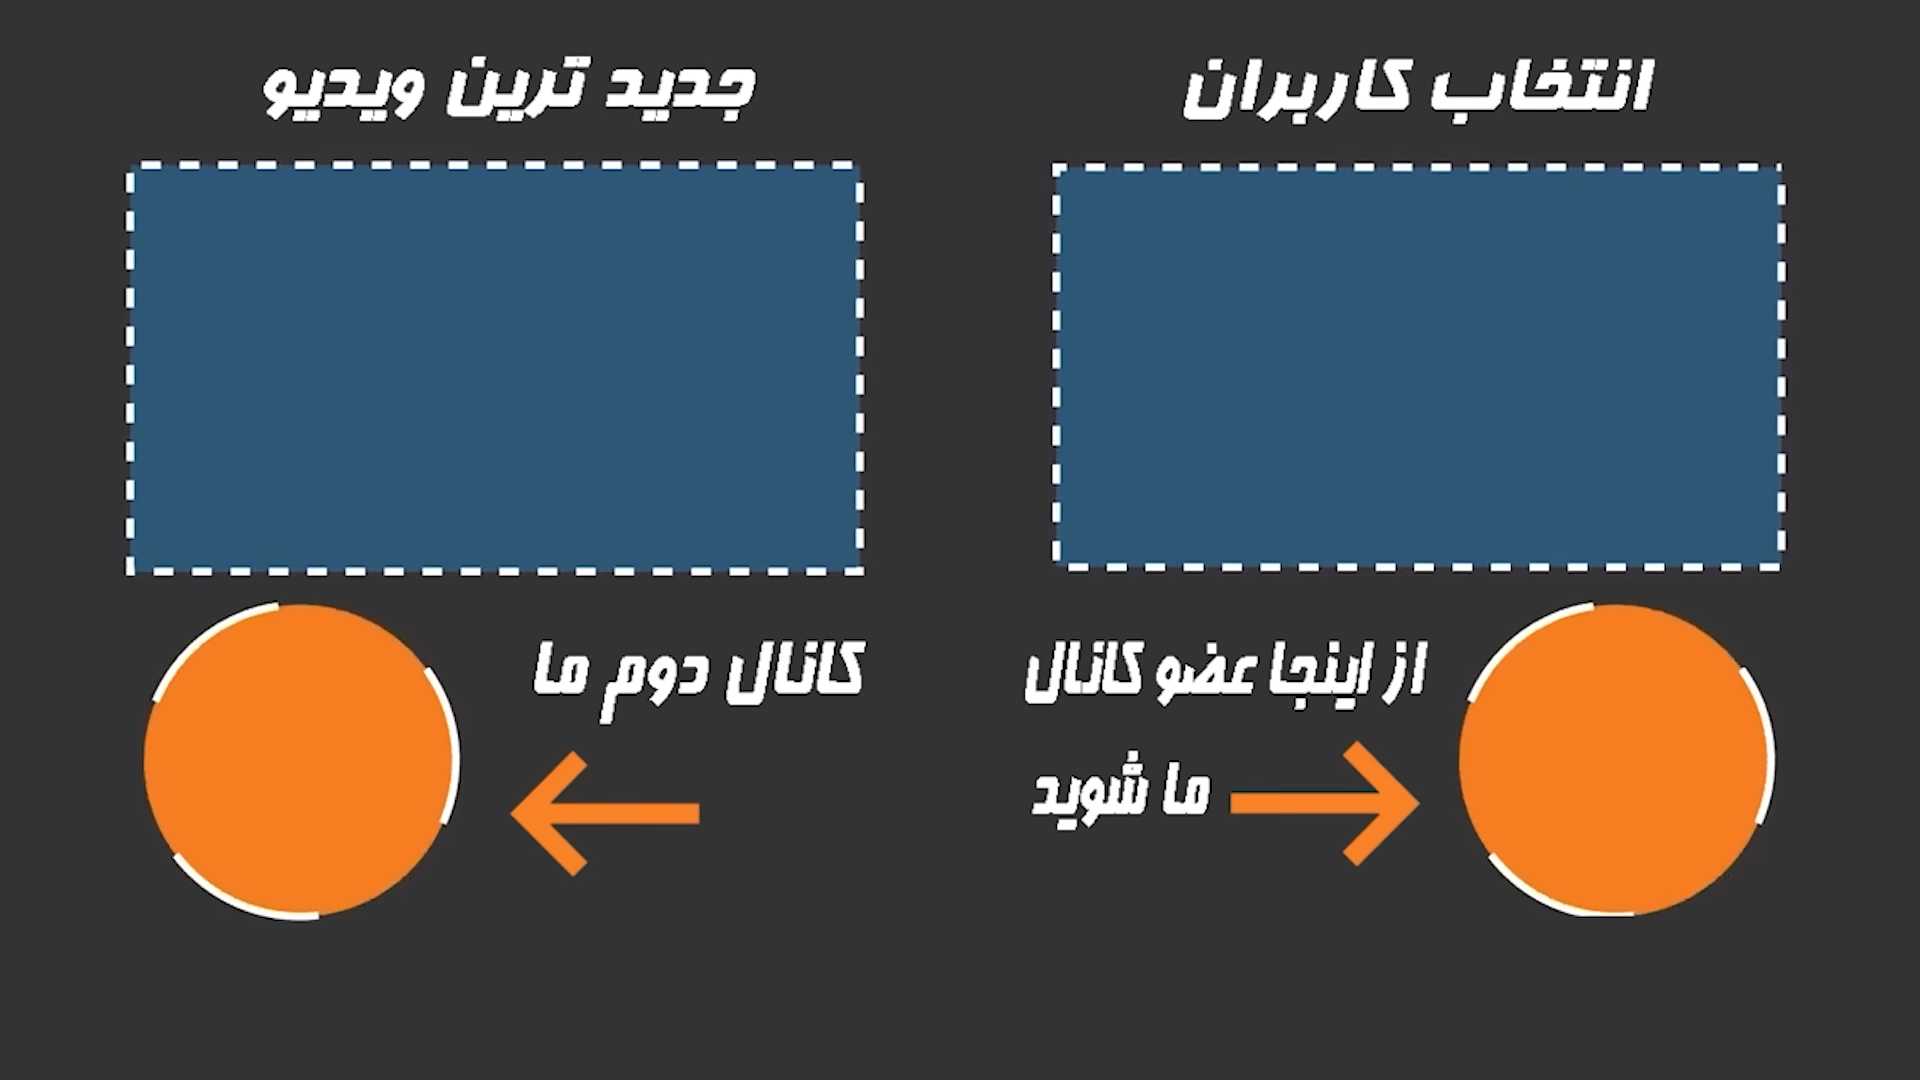 انتخاب کاربران
جدید ترین ویدیو
از اینجا عضو کانال
ما شوید
کانال دوم ما